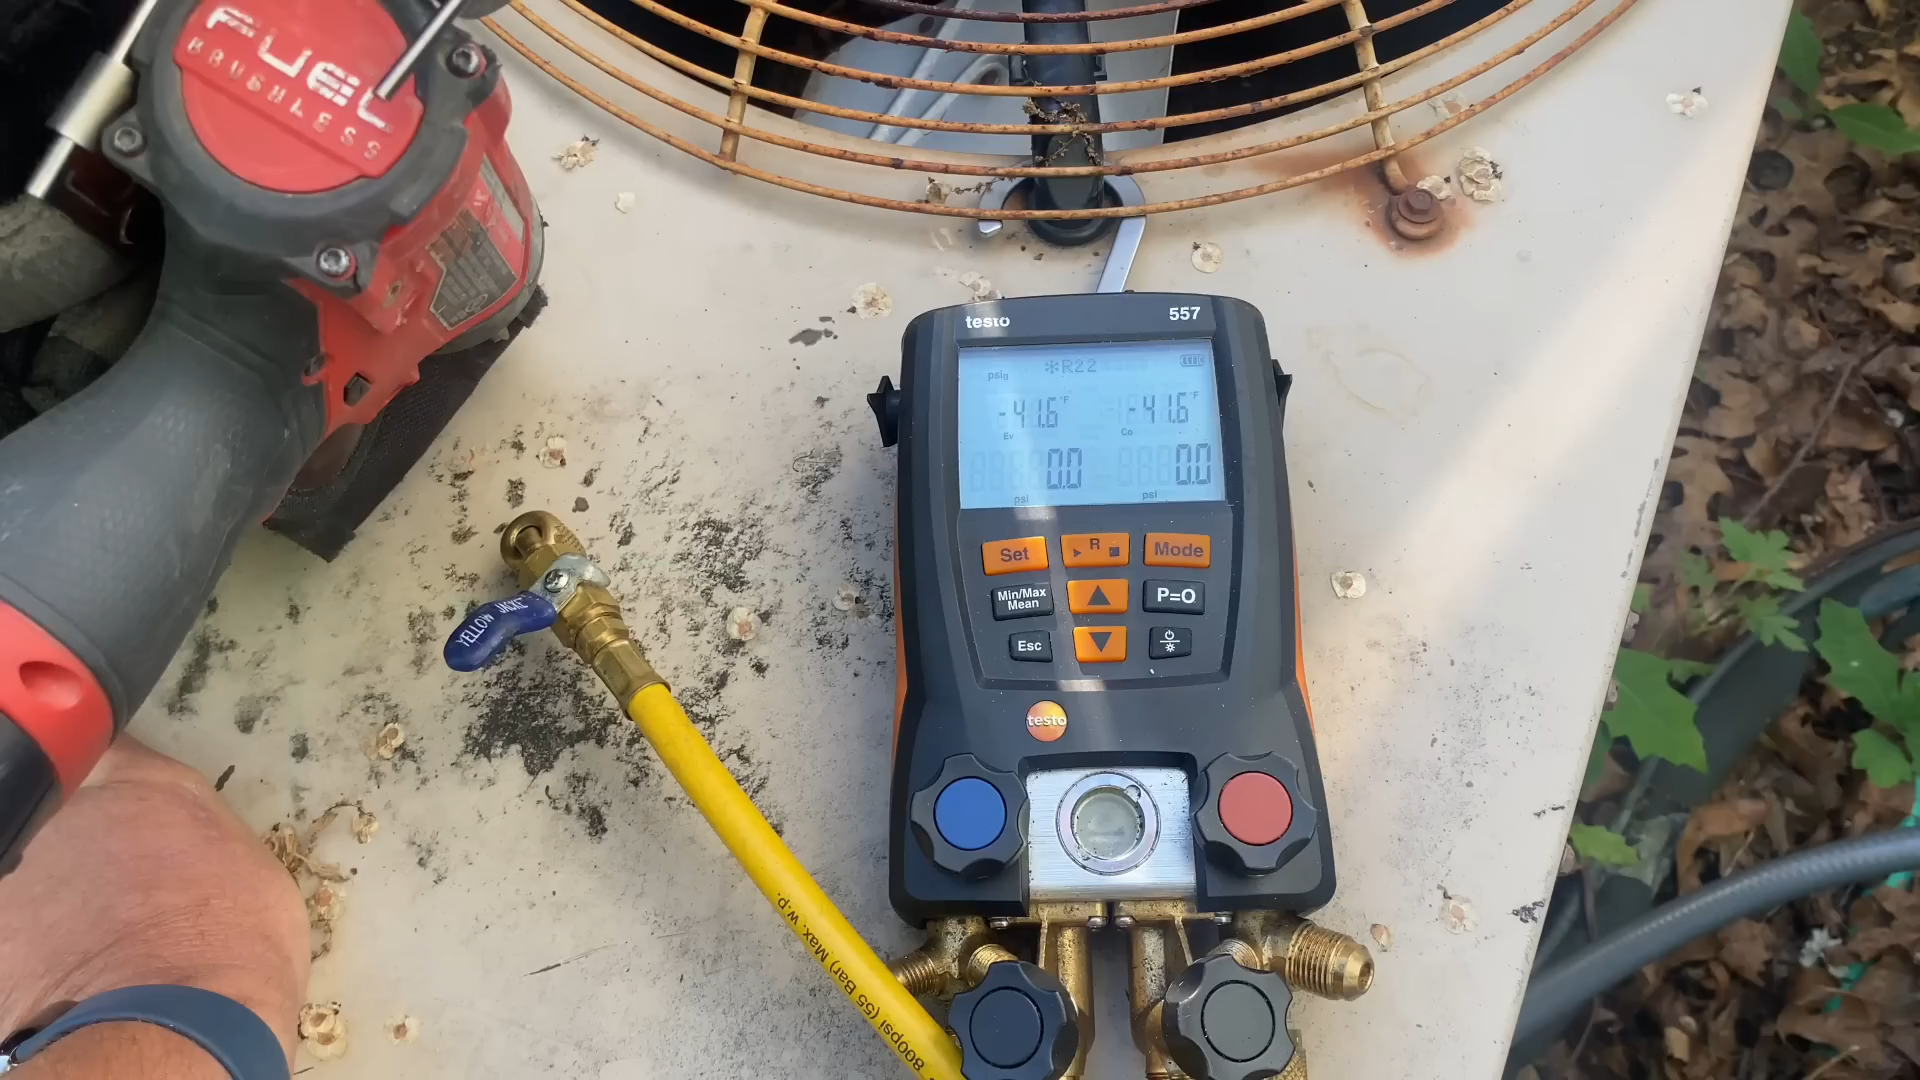 FUEL
BRUSHLESS
testo
557
R22
psig
-41.6 °F
-41.6 °F
Ev
Co
0.0
0.0
psi
psi
Set
R
Mode
Min/Max
Mean
P=O
Esc
testo
YELLOW JACKET
800psi (55 Bar) Max. w.p.